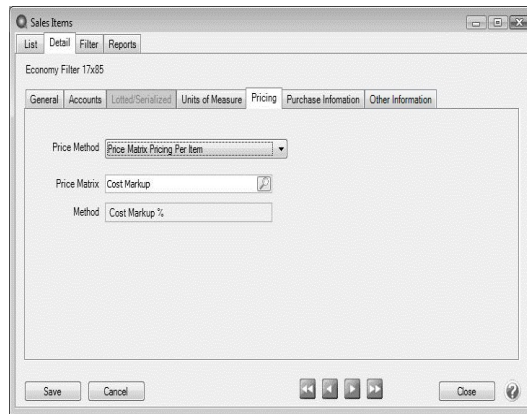 Sales Items
List Detail Filter Reports
Economy Filter 17x85
General Accounts Lotted/Serialized Units of Measure Pricing Purchase Infomation Other Information
Price Method Price Matrix Pricing Per Item
Price Matrix Cost Markup
Method Cost Markup %
Save Cancel Close ?